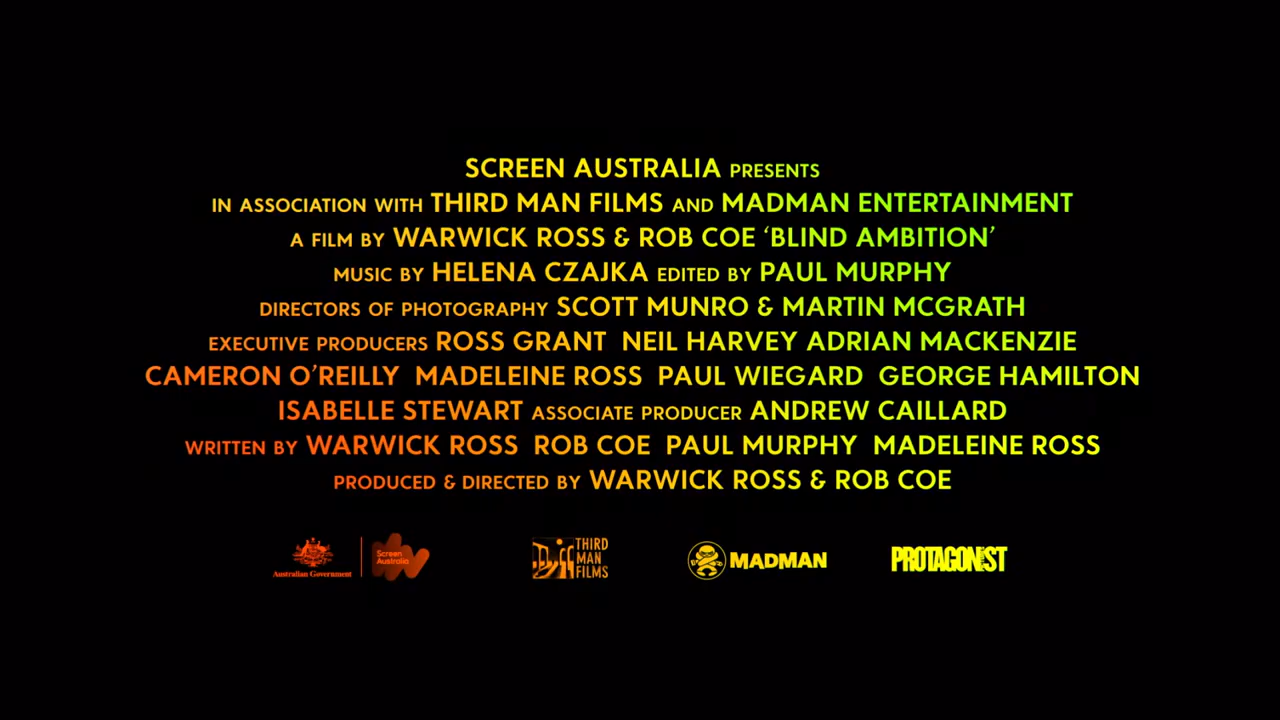 SCREEN AUSTRALIA PRESENTS
IN ASSOCIATION WITH THIRD MAN FILMS AND MADMAN ENTERTAINMENT
A FILM BY WARWICK ROSS & ROB COE ‘BLIND AMBITION’
MUSIC BY HELENA CZAJKA EDITED BY PAUL MURPHY
DIRECTORS OF PHOTOGRAPHY SCOTT MUNRO & MARTIN MCGRATH
EXECUTIVE PRODUCERS ROSS GRANT NEIL HARVEY ADRIAN MACKENZIE
CAMERON O’REILLY MADELEINE ROSS PAUL WIEGARD GEORGE HAMILTON
ISABELLE STEWART ASSOCIATE PRODUCER ANDREW CAILLARD
WRITTEN BY WARWICK ROSS ROB COE PAUL MURPHY MADELEINE ROSS
PRODUCED & DIRECTED BY WARWICK ROSS & ROB COE
Australian Government
Screen
Australia
THIRD
MAN
FILMS
MADMAN
PROTAGONIST